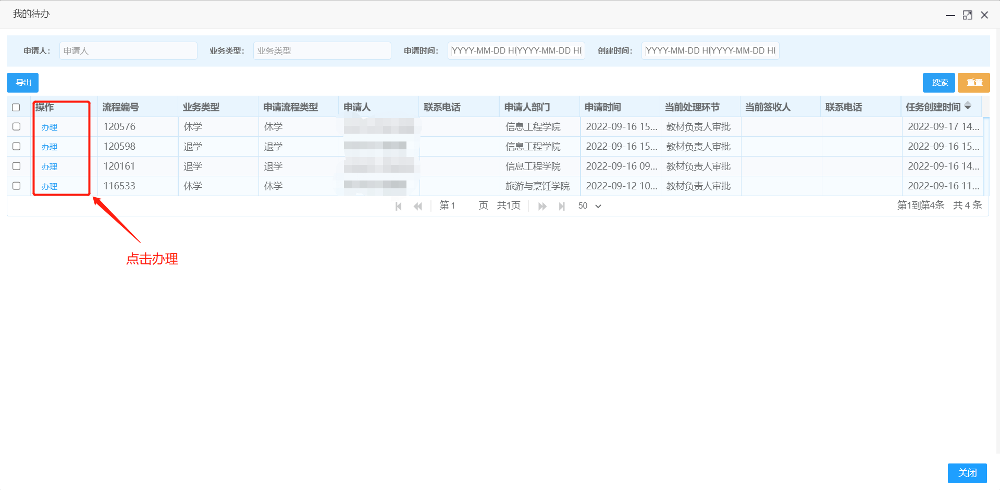 我的待办
申请人： 申请人 业务类型： 业务类型 申请时间： YYYY-MM-DD HI YYYY-MM-DD HI 创建时间： YYYY-MM-DD HI YYYY-MM-DD HI
导出 搜索 重置
操作 流程编号 业务类型 申请流程类型 申请人 联系电话 申请人部门 申请时间 当前处理环节 当前签收人 联系电话 任务创建时间
办理 120576 休学 休学 信息工程学院 2022-09-16 15... 教材负责人审批 2022-09-17 14...
办理 120598 退学 退学 信息工程学院 2022-09-16 15... 教材负责人审批 2022-09-16 15...
办理 120161 退学 退学 信息工程学院 2022-09-16 09... 教材负责人审批 2022-09-16 14...
办理 116533 休学 休学 旅游与烹饪学院 2022-09-12 10... 教材负责人审批 2022-09-16 11...
第 1 页 共1页 50 第1到第4条 共 4 条
点击办理
关闭